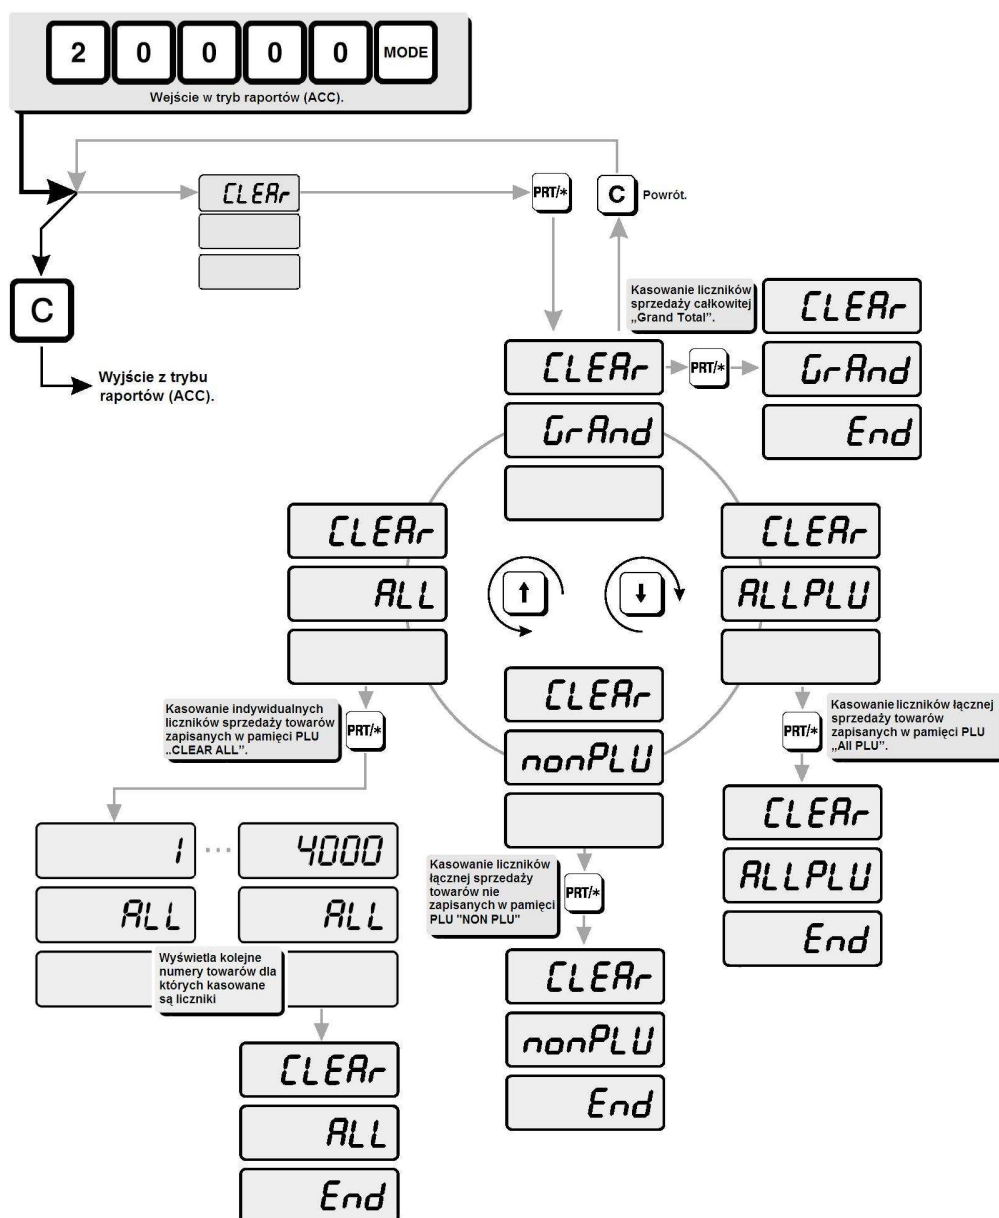 2 0 0 0 0 MODE
Wejście w tryb raportów (ACC).
CLEAr
PRT/*
C
Powrót.
C
Wyjście z trybu
raportów (ACC).
Kasowanie liczników
sprzedaży całkowitej
„Grand Total”.
CLEAr
GrAnd
PRT/*
CLEAr
GrAnd
End
CLEAr
ALL
↑
↓
CLEAr
ALLPLU
Kasowanie indywidualnych
liczników sprzedaży towarów
zapisanych w pamięci PLU
„CLEAR ALL”.
PRT/*
CLEAr
nonPLU
PRT/*
Kasowanie liczników łącznej
sprzedaży towarów
zapisanych w pamięci PLU
„All PLU”.
1 ... 4000
ALL ALL
Wyświetla kolejne
numery towarów dla
których kasowane
są liczniki
CLEAr
ALL
End
Kasowanie liczników
łącznej sprzedaży
towarów nie
zapisanych w pamięci
PLU "NON PLU"
PRT/*
CLEAr
nonPLU
End
CLEAr
ALLPLU
End